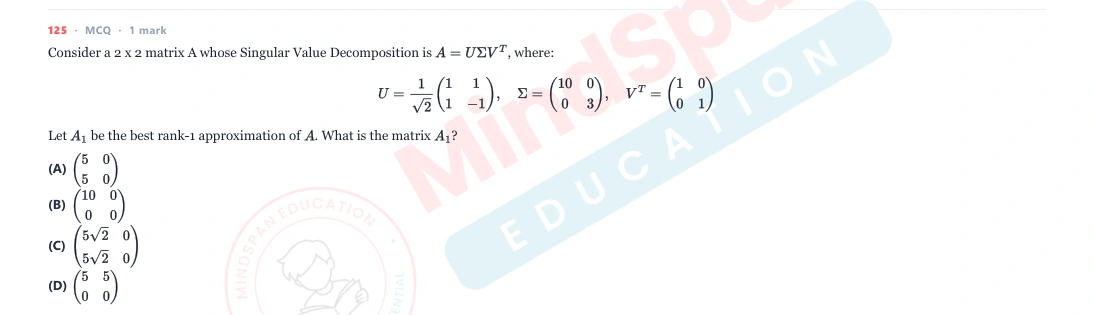 125 · MCQ · 1 mark
Consider a 2 x 2 matrix A whose Singular Value Decomposition is A = UΣV^T, where:
U = 1/√2 (1 1; 1 −1), Σ = (10 0; 0 3), V^T = (1 0; 0 1)
Let A₁ be the best rank-1 approximation of A. What is the matrix A₁?
(A) (5 0; 5 0)
(B) (10 0; 0 0)
(C) (5√2 0; 5√2 0)
(D) (5 5; 0 0)
Mindsp
EDUCATION
MINDSPAN EDUCATION
ENTIAL